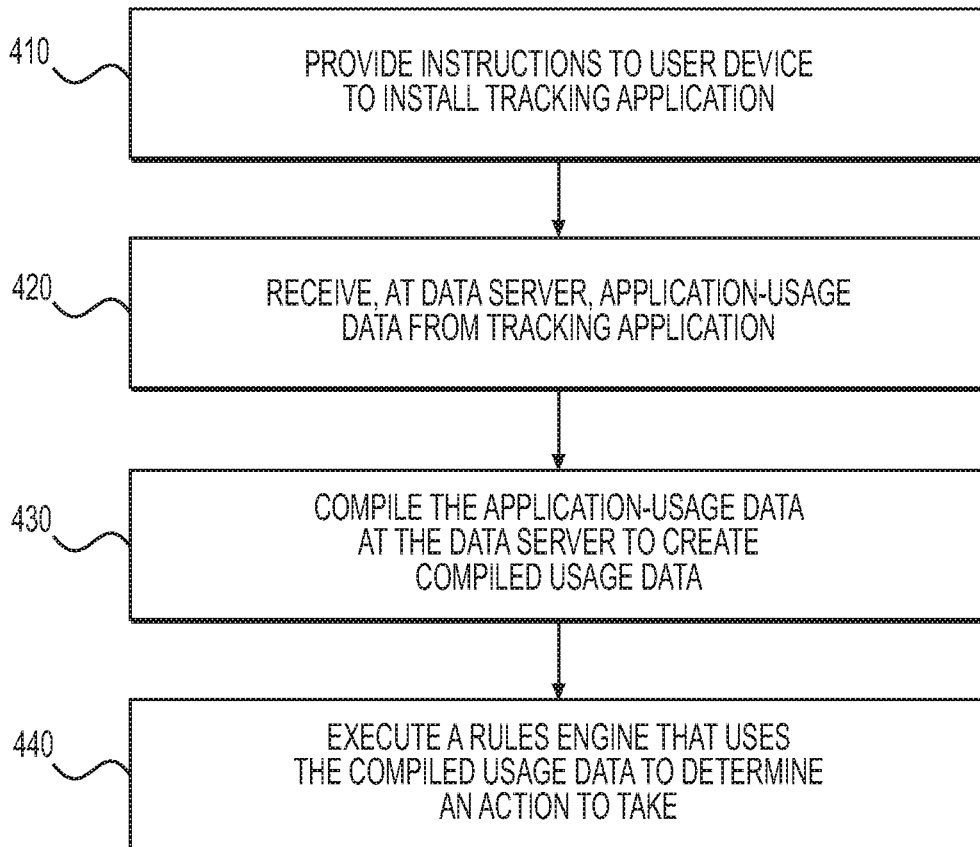 410
PROVIDE INSTRUCTIONS TO USER DEVICE
TO INSTALL TRACKING APPLICATION
420
RECEIVE, AT DATA SERVER, APPLICATION-USAGE
DATA FROM TRACKING APPLICATION
430
COMPILE THE APPLICATION-USAGE DATA
AT THE DATA SERVER TO CREATE
COMPILED USAGE DATA
440
EXECUTE A RULES ENGINE THAT USES
THE COMPILED USAGE DATA TO DETERMINE
AN ACTION TO TAKE